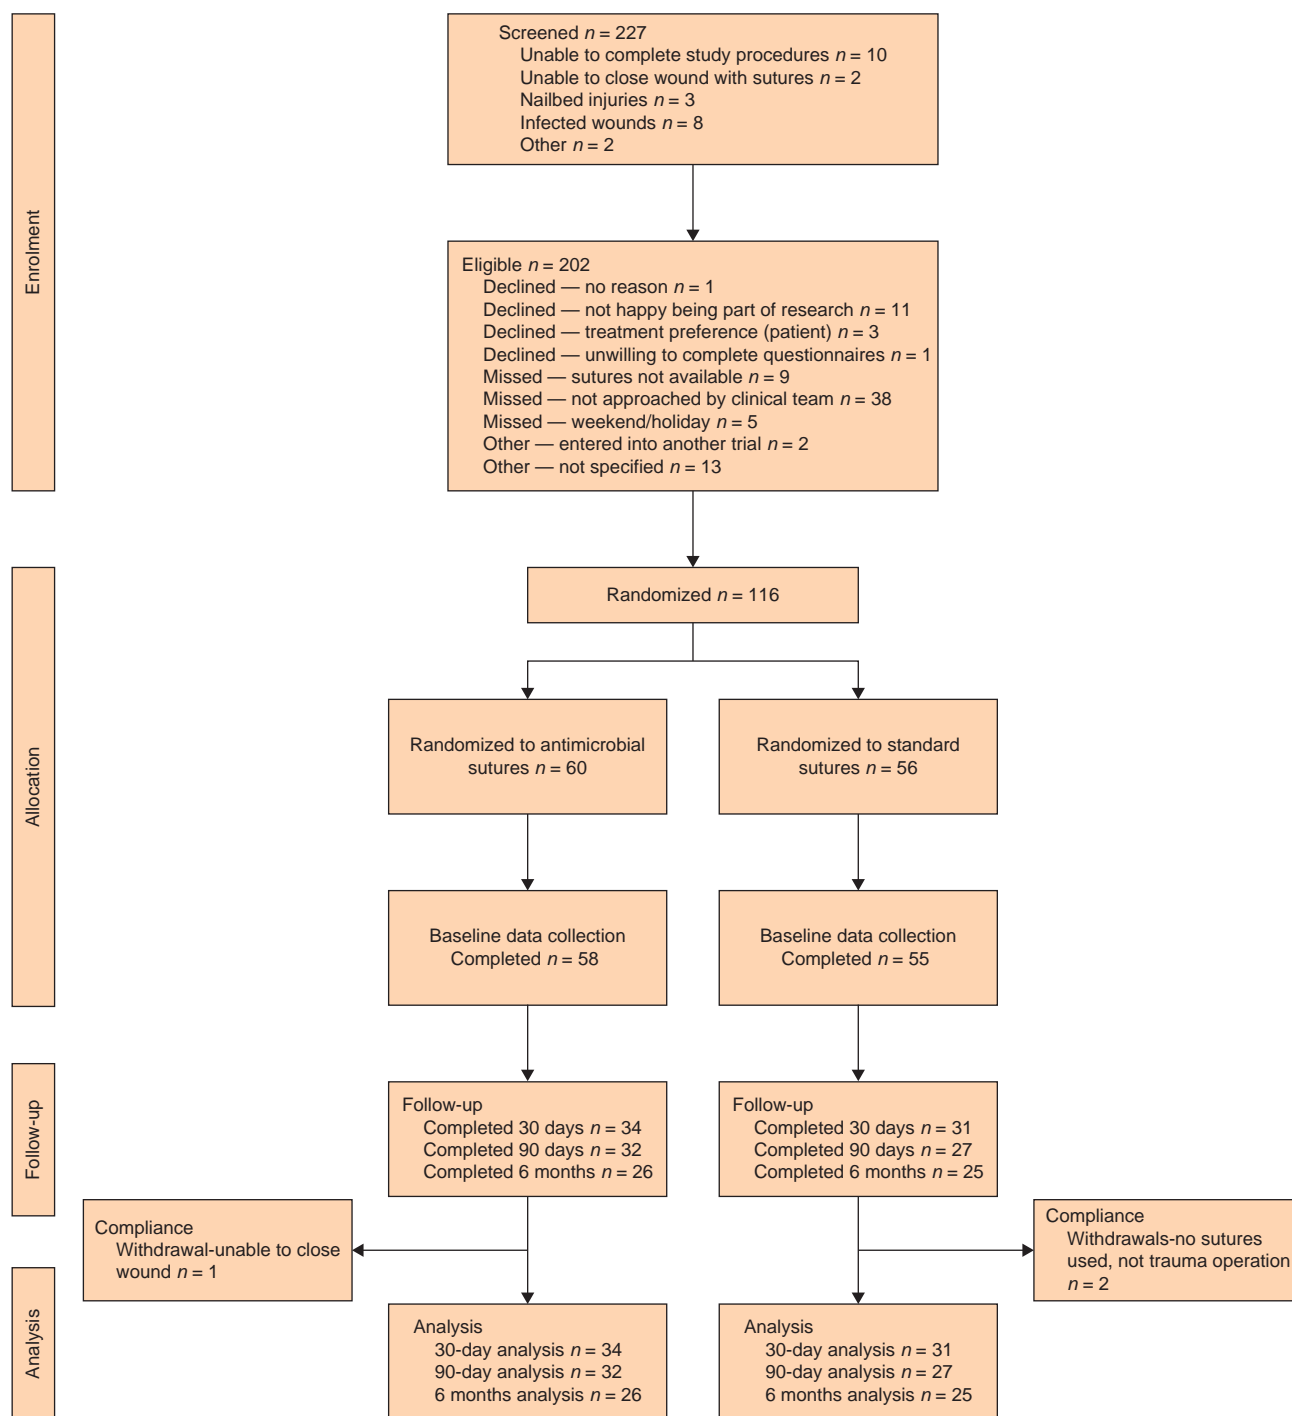 Enrolment
Screened n = 227
Unable to complete study procedures n = 10
Unable to close wound with sutures n = 2
Nailbed injuries n = 3
Infected wounds n = 8
Other n = 2
Eligible n = 202
Declined — no reason n = 1
Declined — not happy being part of research n = 11
Declined — treatment preference (patient) n = 3
Declined — unwilling to complete questionnaires n = 1
Missed — sutures not available n = 9
Missed — not approached by clinical team n = 38
Missed — weekend/holiday n = 5
Other — entered into another trial n = 2
Other — not specified n = 13
Allocation
Randomized n = 116
Randomized to antimicrobial
sutures n = 60
Randomized to standard
sutures n = 56
Baseline data collection
Completed n = 58
Baseline data collection
Completed n = 55
Follow-up
Follow-up
Completed 30 days n = 34
Completed 90 days n = 32
Completed 6 months n = 26
Follow-up
Completed 30 days n = 31
Completed 90 days n = 27
Completed 6 months n = 25
Compliance
Withdrawal-unable to close
wound n = 1
Compliance
Withdrawals-no sutures
used, not trauma operation
n = 2
Analysis
Analysis
30-day analysis n = 34
90-day analysis n = 32
6 months analysis n = 26
Analysis
30-day analysis n = 31
90-day analysis n = 27
6 months analysis n = 25